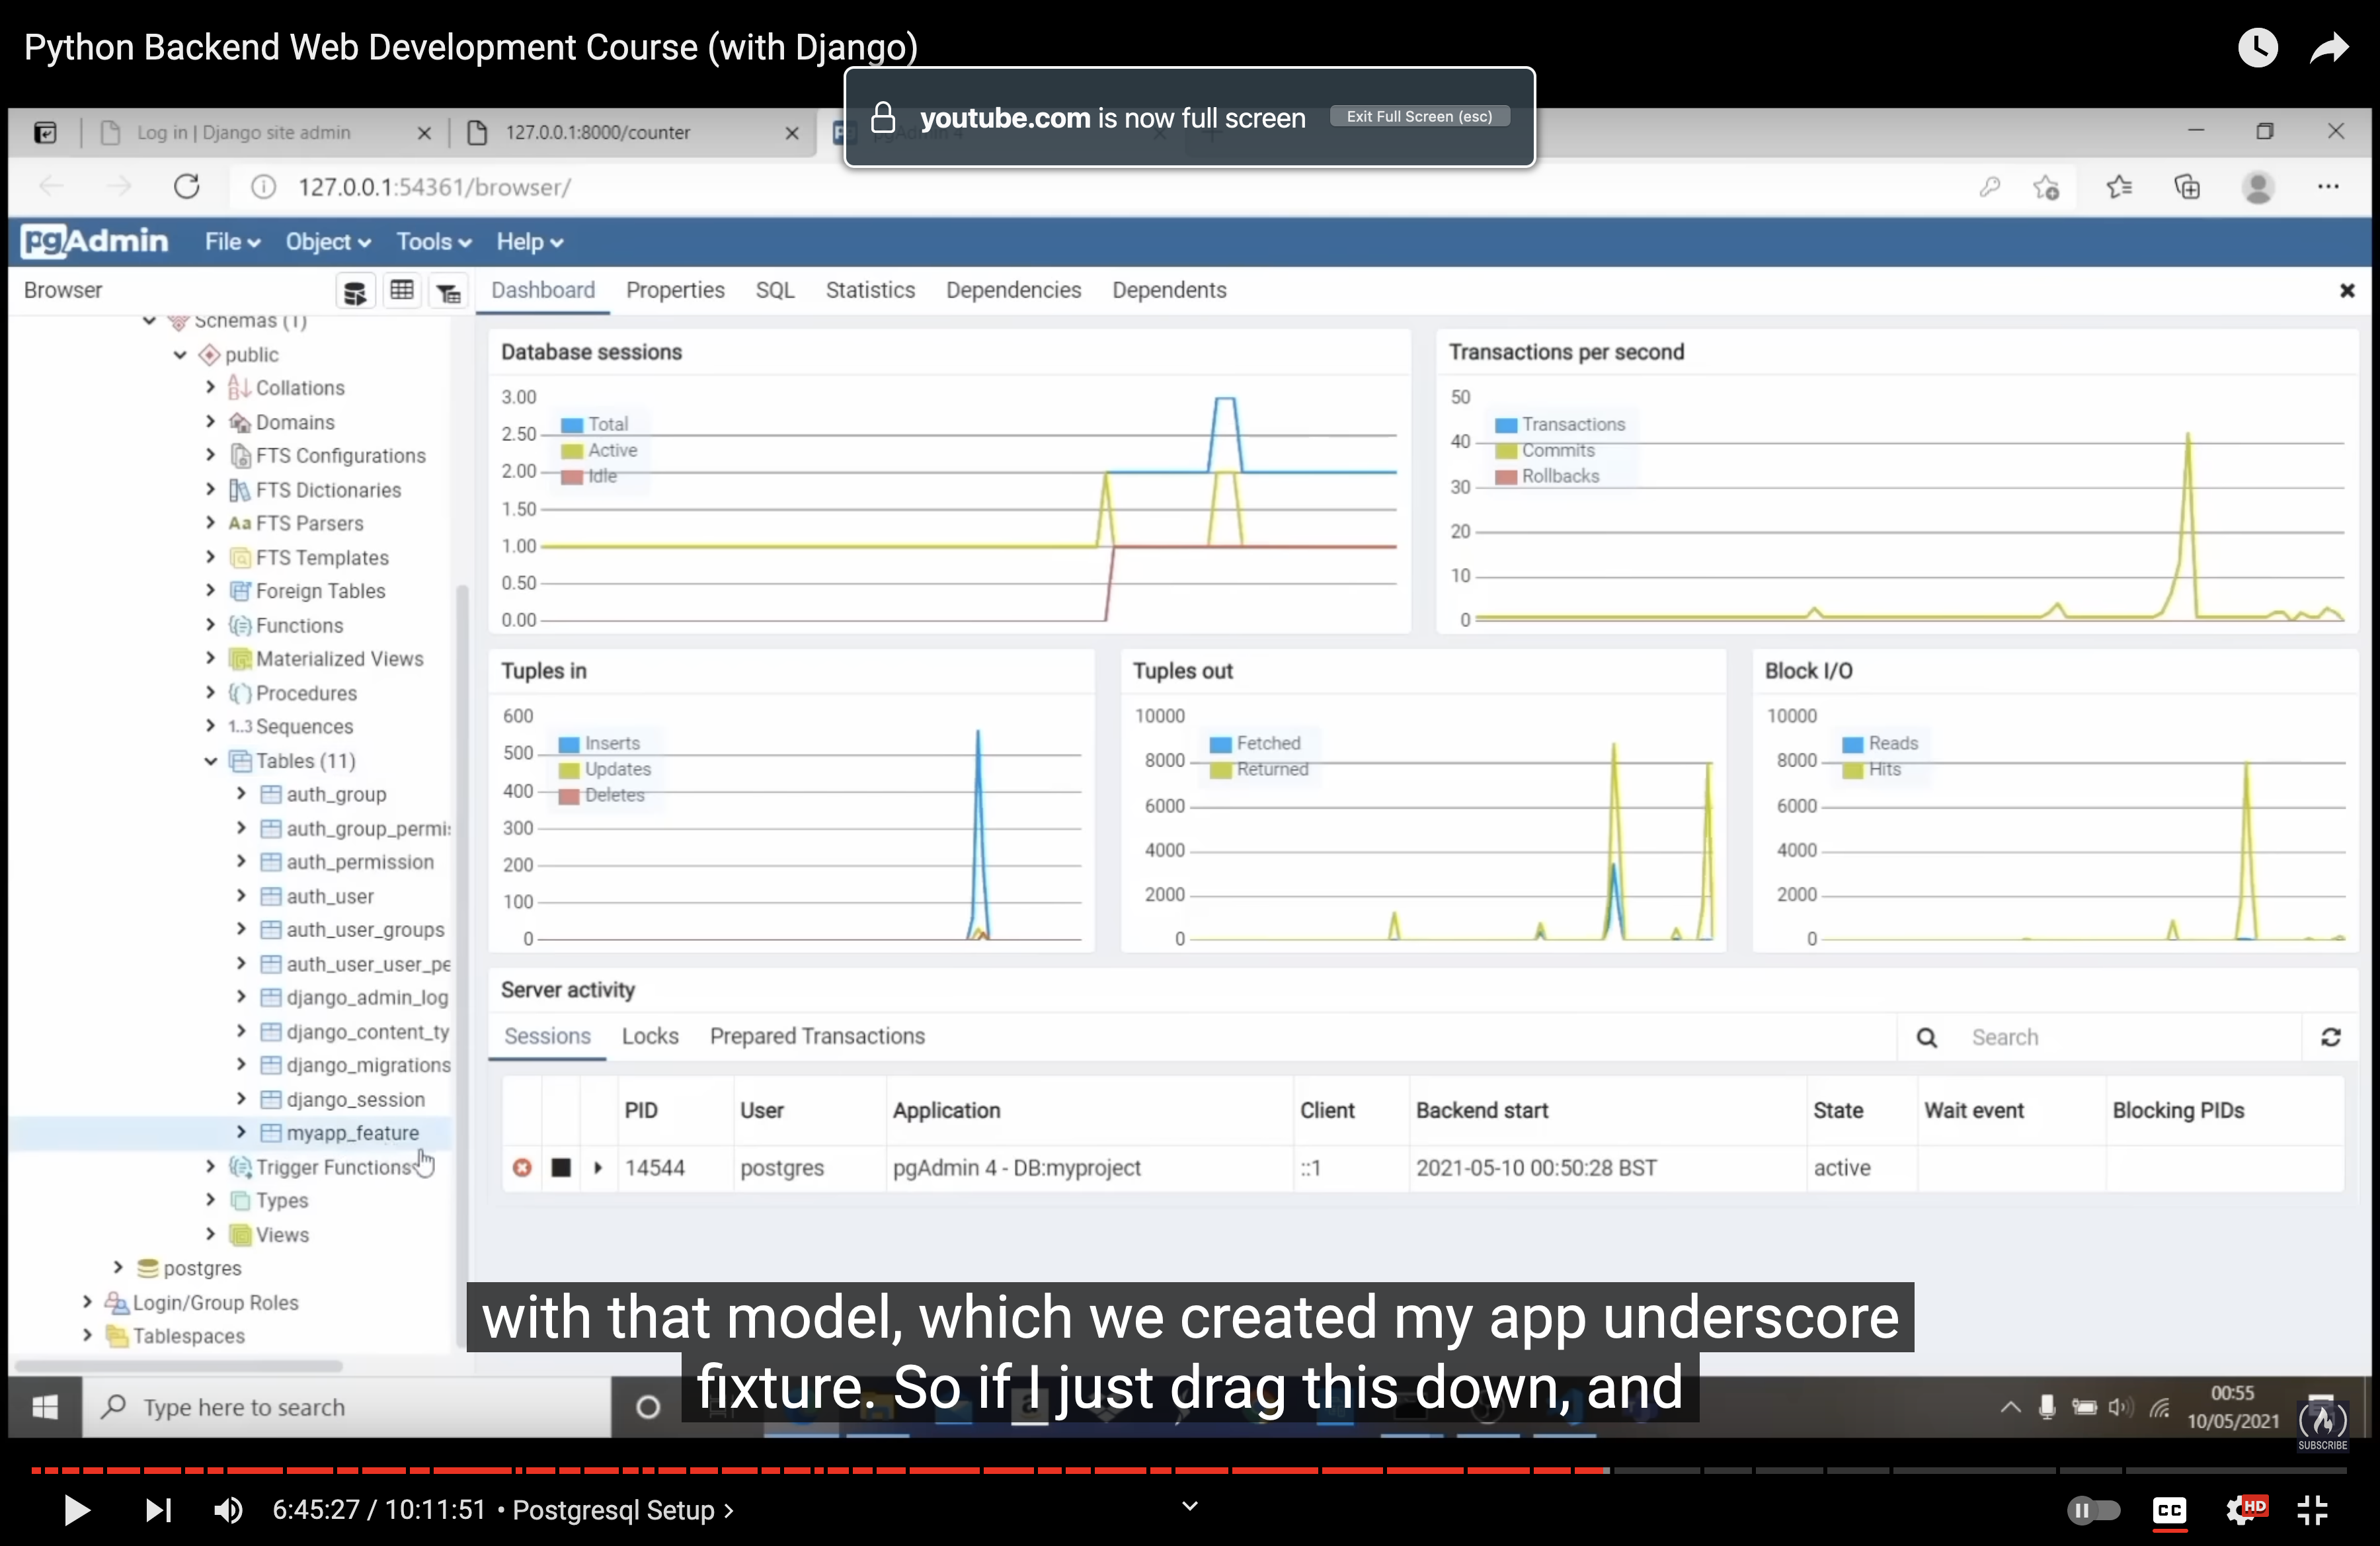 Python Backend Web Development Course (with Django)
youtube.com is now full screen
Exit Full Screen (esc)
Log in | Django site admin
127.0.0.1:8000/counter
pgAdmin 4
127.0.0.1:54361/browser/
pgAdmin
File
Object
Tools
Help
Browser
Dashboard
Properties
SQL
Statistics
Dependencies
Dependents
Schemas (1)
public
Collations
Domains
FTS Configurations
FTS Dictionaries
Aa FTS Parsers
FTS Templates
Foreign Tables
Functions
Materialized Views
Procedures
1..3 Sequences
Tables (11)
auth_group
auth_group_permis
auth_permission
auth_user
auth_user_groups
auth_user_user_pe
django_admin_log
django_content_ty
django_migrations
django_session
myapp_feature
Trigger Functions
Types
Views
postgres
Login/Group Roles
Tablespaces
Database sessions
3.00
2.50
2.00
1.50
1.00
0.50
0.00
Total
Active
Idle
Transactions per second
50
40
30
20
10
0
Transactions
Commits
Rollbacks
Tuples in
600
500
400
300
200
100
0
Inserts
Updates
Deletes
Tuples out
10000
8000
6000
4000
2000
0
Fetched
Returned
Block I/O
10000
8000
6000
4000
2000
0
Reads
Hits
Server activity
Sessions
Locks
Prepared Transactions
Search
PID User Application Client Backend start State Wait event Blocking PIDs
14544 postgres pgAdmin 4 - DB:myproject ::1 2021-05-10 00:50:28 BST active
with that model, which we created my app underscore
fixture. So if I just drag this down, and
Type here to search
00:55
10/05/2021
SUBSCRIBE
6:45:27 / 10:11:51 • Postgresql Setup
CC
HD